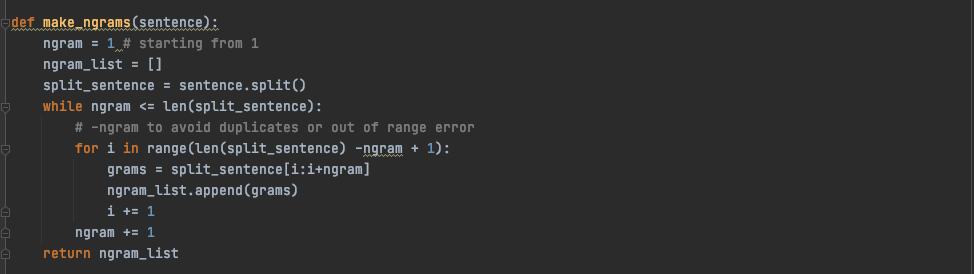 def make_ngrams(sentence):
    ngram = 1 # starting from 1
    ngram_list = []
    split_sentence = sentence.split()
    while ngram <= len(split_sentence):
        # -ngram to avoid duplicates or out of range error
        for i in range(len(split_sentence) -ngram + 1):
            grams = split_sentence[i:i+ngram]
            ngram_list.append(grams)
            i += 1
        ngram += 1
    return ngram_list